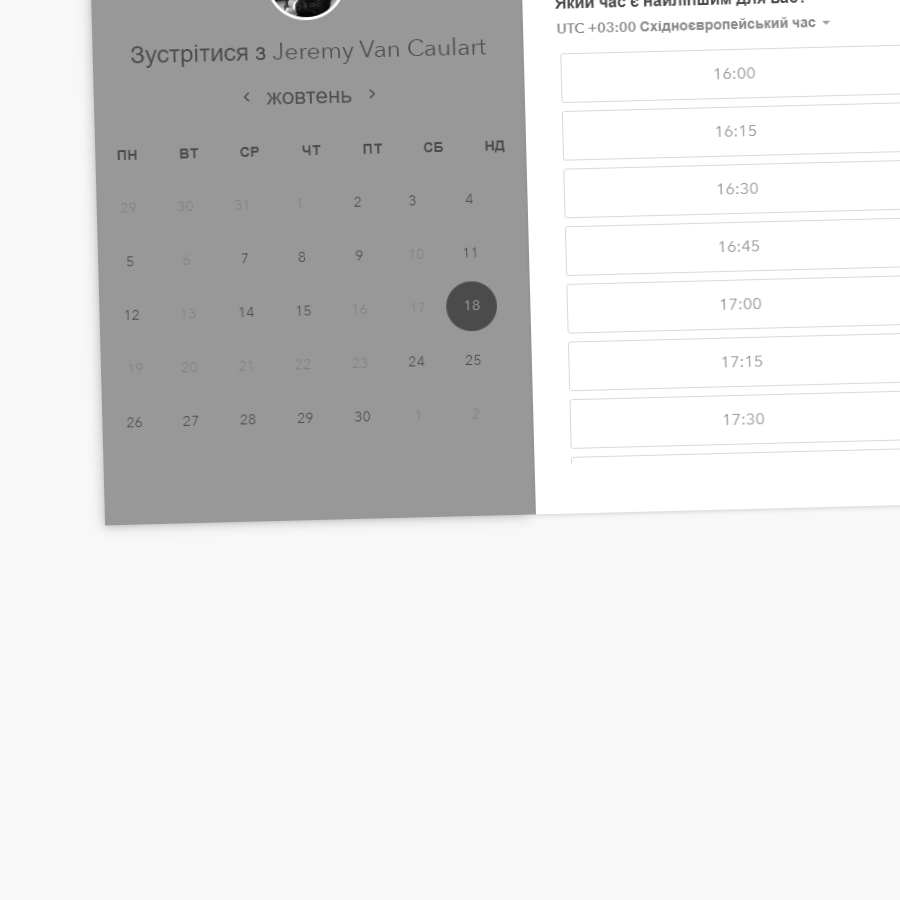 Зустрітися з Jeremy Van Caulart
жовтень
ПН ВТ СР ЧТ ПТ СБ НД
29 30 31 1 2 3 4
5 6 7 8 9 10 11
12 13 14 15 16 17 18
19 20 21 22 23 24 25
26 27 28 29 30 1 2
Який час є найліпшим для вас?
UTC +03:00 Східноєвропейський час
16:00
16:15
16:30
16:45
17:00
17:15
17:30